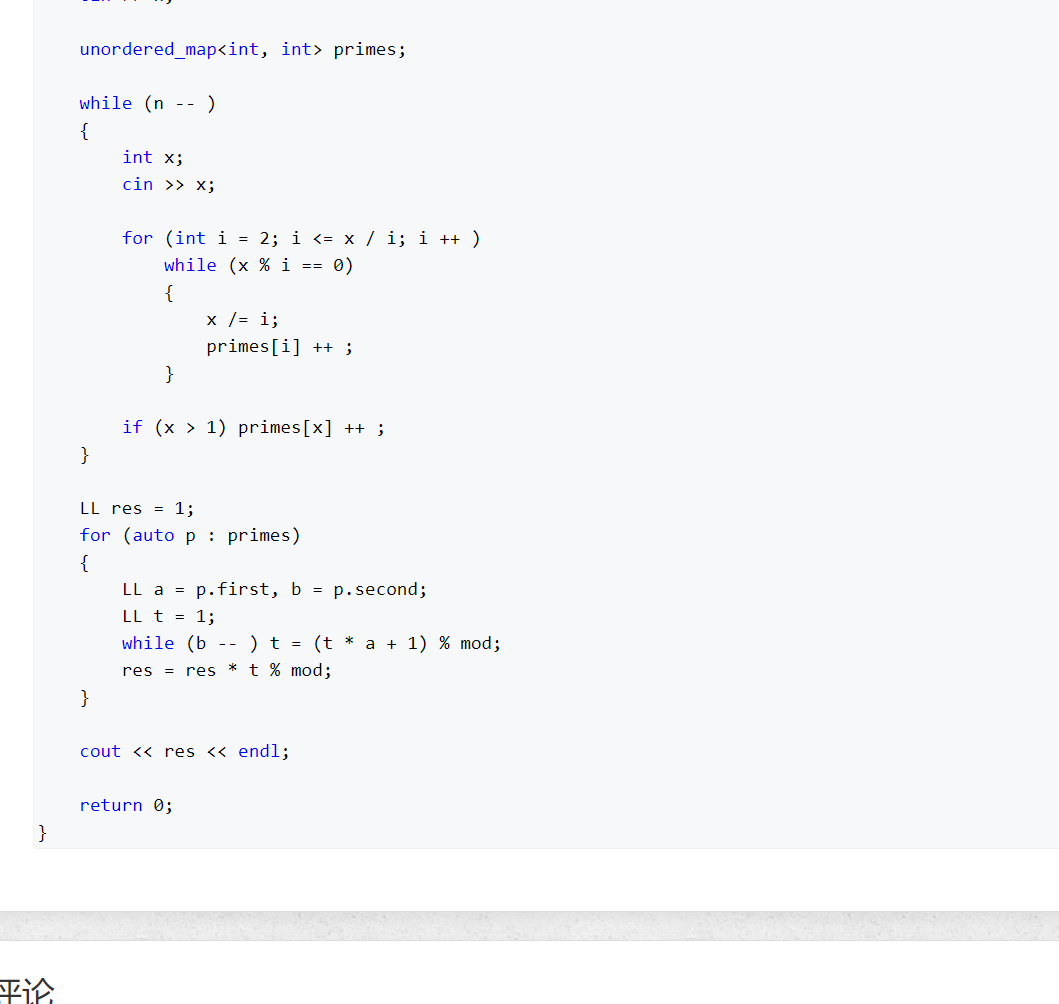 unordered_map<int, int> primes;
while (n -- )
{
int x;
cin >> x;
for (int i = 2; i <= x / i; i ++ )
while (x % i == 0)
{
x /= i;
primes[i] ++ ;
}
if (x > 1) primes[x] ++ ;
}
LL res = 1;
for (auto p : primes)
{
LL a = p.first, b = p.second;
LL t = 1;
while (b -- ) t = (t * a + 1) % mod;
res = res * t % mod;
}
cout << res << endl;
return 0;
}
评论